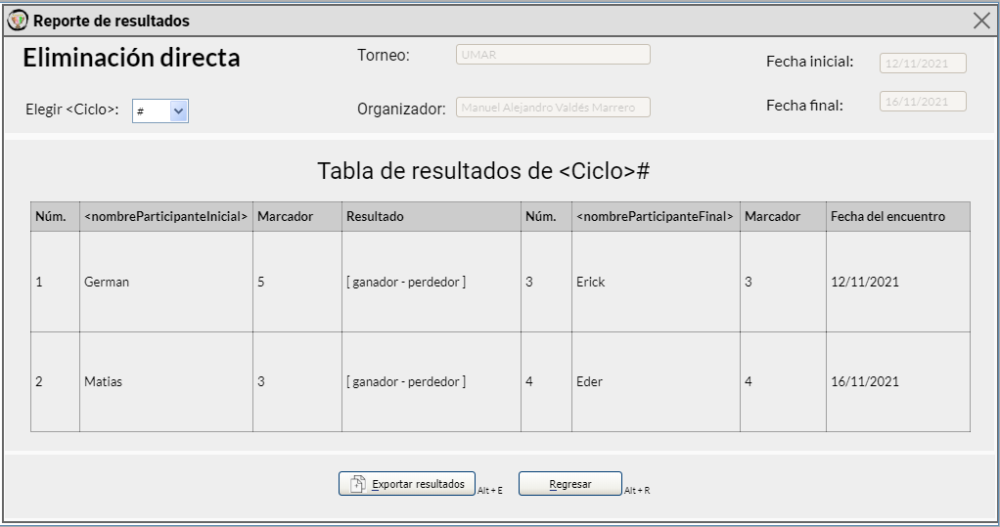 Reporte de resultados
Eliminación directa
Torneo: UMAR
Fecha inicial: 12/11/2021
Elegir <Ciclo>: #
Organizador: Manuel Alejandro Valdés Marrero
Fecha final: 16/11/2021
Tabla de resultados de <Ciclo>#
Núm. <nombreParticipanteInicial> Marcador Resultado Núm. <nombreParticipanteFinal> Marcador Fecha del encuentro
1 German 5 [ ganador - perdedor ] 3 Erick 3 12/11/2021
2 Matias 3 [ ganador - perdedor ] 4 Eder 4 16/11/2021
Exportar resultados Alt + E Regresar Alt + R